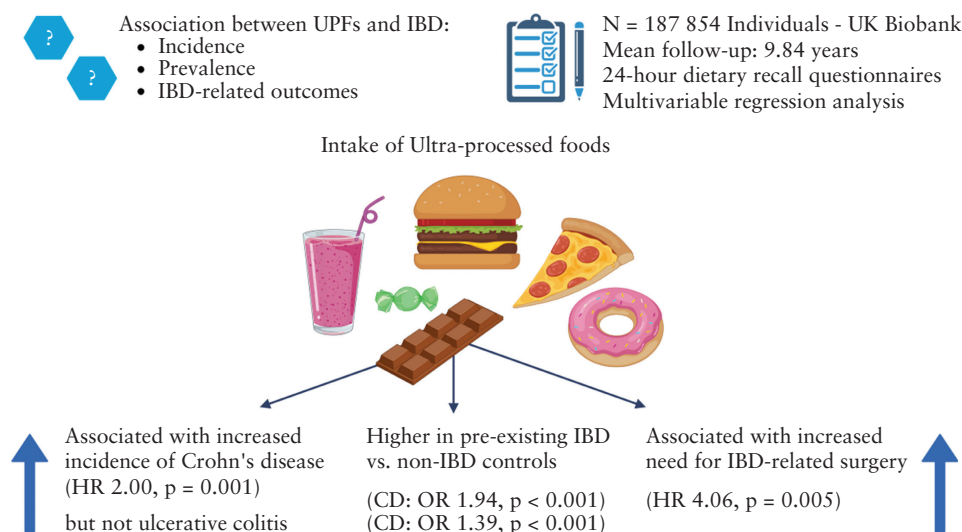 ?
?
Association between UPFs and IBD:
• Incidence
• Prevalence
• IBD-related outcomes
N = 187 854 Individuals - UK Biobank
Mean follow-up: 9.84 years
24-hour dietary recall questionnaires
Multivariable regression analysis
Intake of Ultra-processed foods
Associated with increased
incidence of Crohn's disease
(HR 2.00, p = 0.001)
but not ulcerative colitis
Higher in pre-existing IBD
vs. non-IBD controls
(CD: OR 1.94, p < 0.001)
(CD: OR 1.39, p < 0.001)
Associated with increased
need for IBD-related surgery
(HR 4.06, p = 0.005)